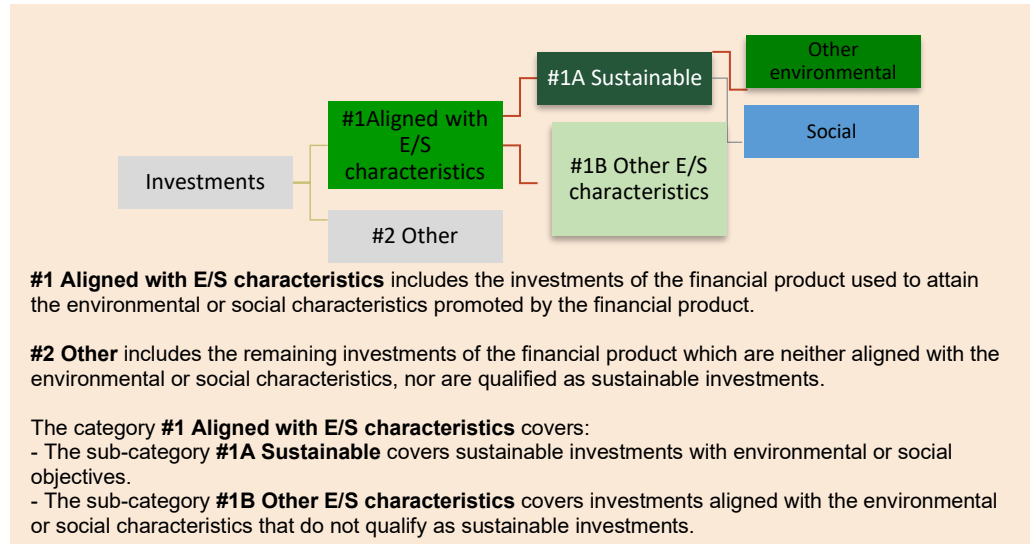 Other
environmental
#1A Sustainable
#1Aligned with
E/S
characteristics
Social
#1B Other E/S
characteristics
Investments
#2 Other
#1 Aligned with E/S characteristics includes the investments of the financial product used to attain
the environmental or social characteristics promoted by the financial product.
#2 Other includes the remaining investments of the financial product which are neither aligned with the
environmental or social characteristics, nor are qualified as sustainable investments.
The category #1 Aligned with E/S characteristics covers:
- The sub-category #1A Sustainable covers sustainable investments with environmental or social
objectives.
- The sub-category #1B Other E/S characteristics covers investments aligned with the environmental
or social characteristics that do not qualify as sustainable investments.